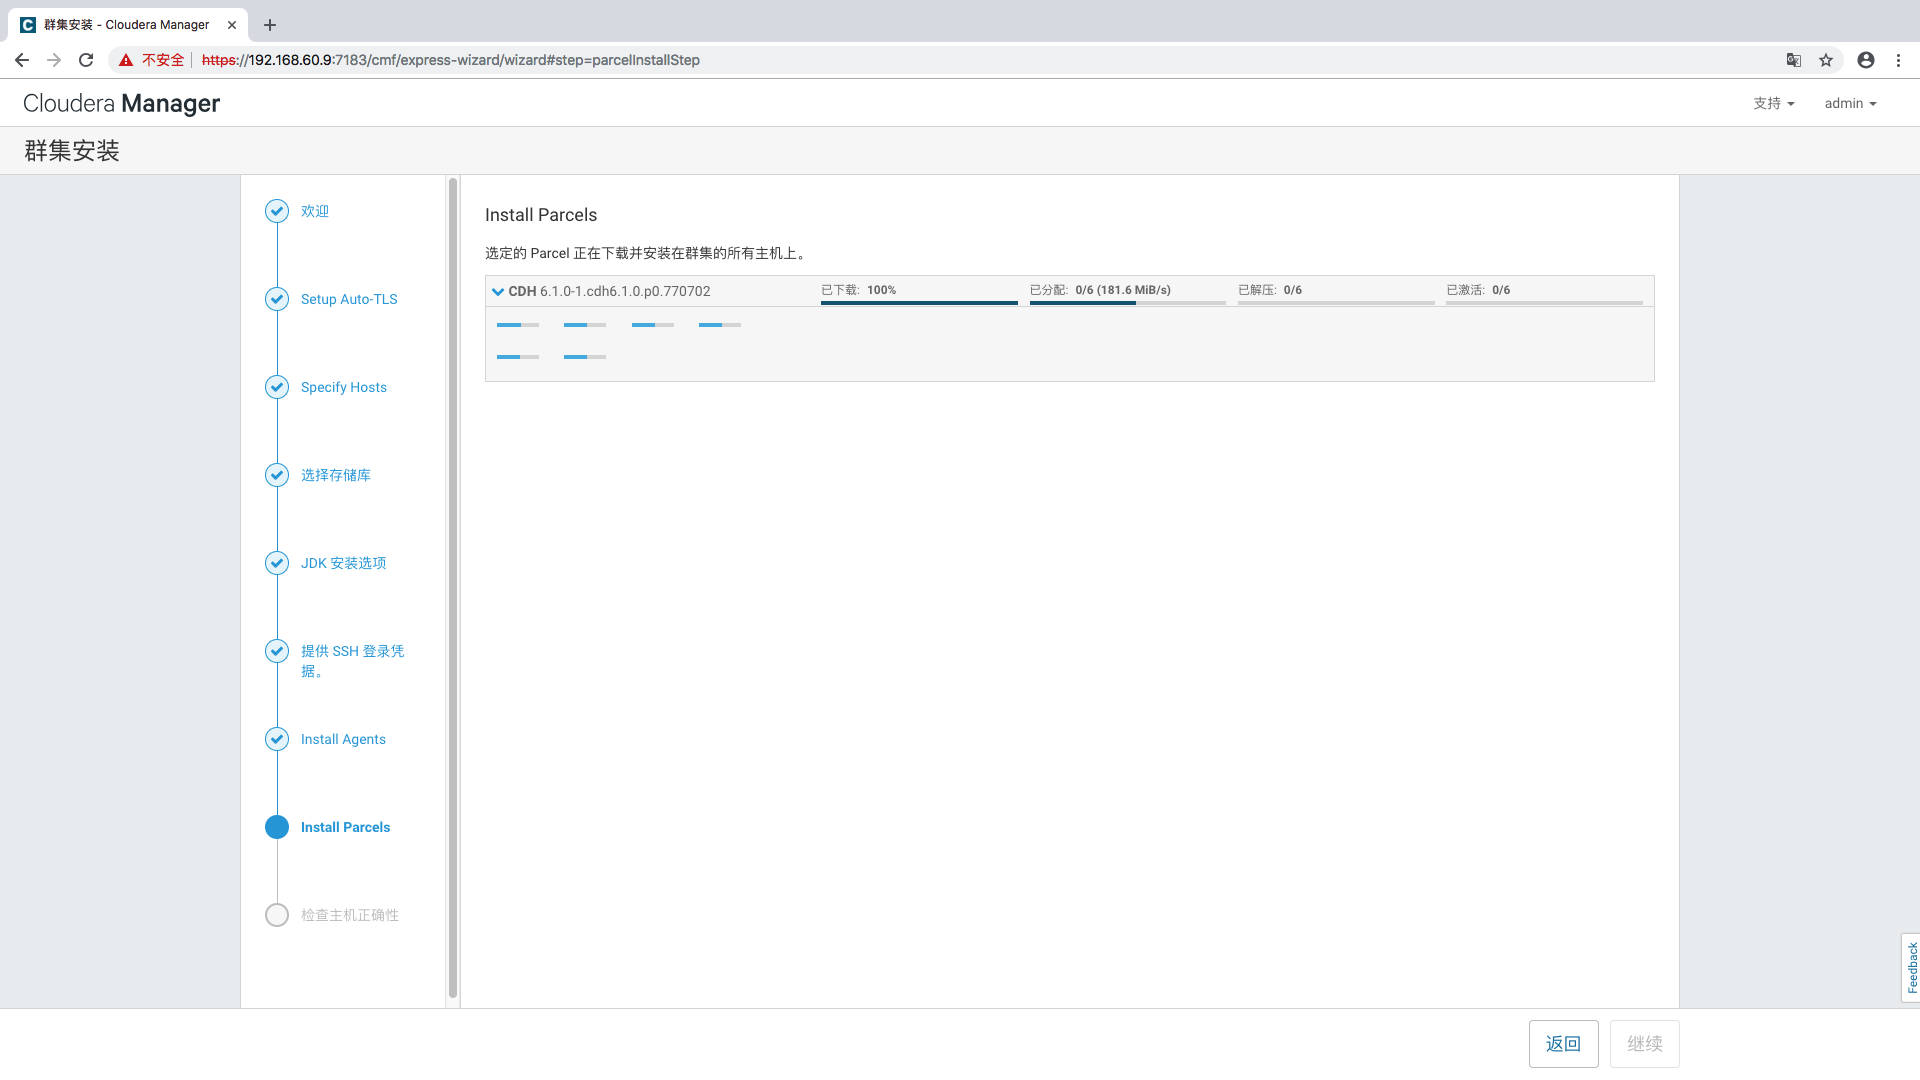 群集安装 - Cloudera Manager
不安全 https://192.168.60.9:7183/cmf/express-wizard/wizard#step=parcelInstallStep
Cloudera Manager
支持
admin
群集安装
欢迎
Setup Auto-TLS
Specify Hosts
选择存储库
JDK 安装选项
提供 SSH 登录凭
据。
Install Agents
Install Parcels
检查主机正确性
Install Parcels
选定的 Parcel 正在下载并安装在群集的所有主机上。
CDH 6.1.0-1.cdh6.1.0.p0.770702
已下载: 100%
已分配: 0/6 (181.6 MiB/s)
已解压: 0/6
已激活: 0/6
Feedback
返回
继续